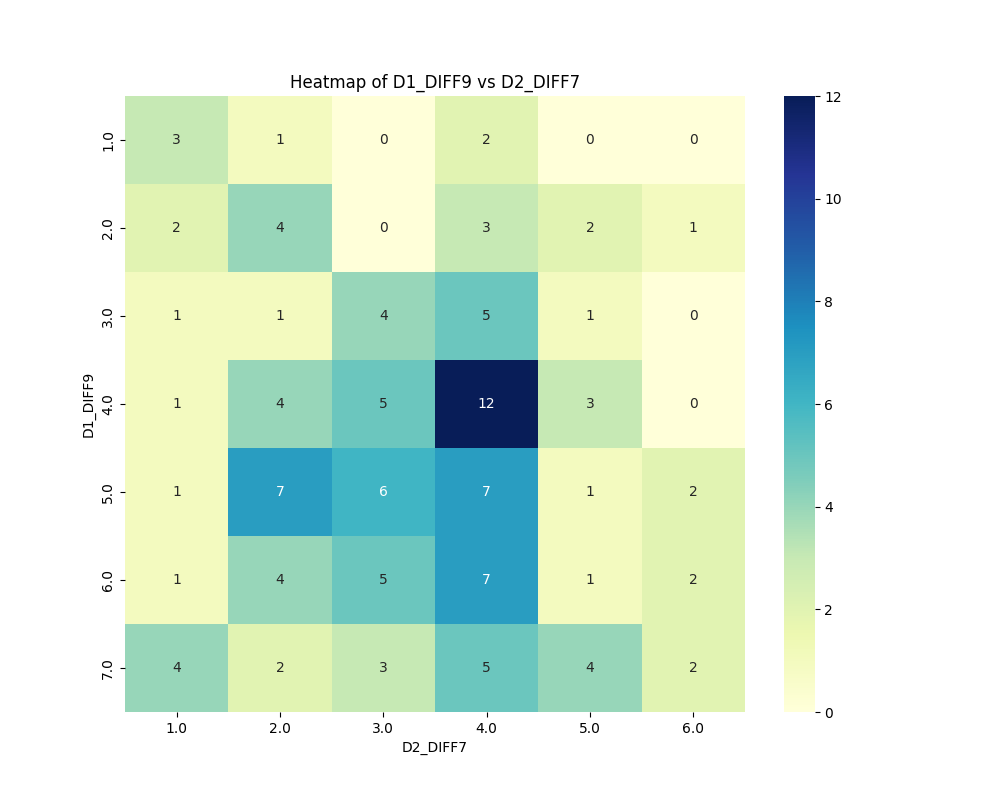 Heatmap of D1_DIFF9 vs D2_DIFF7
D1_DIFF9
1.0 3 1 0 2 0 0
2.0 2 4 0 3 2 1
3.0 1 1 4 5 1 0
4.0 1 4 5 12 3 0
5.0 1 7 6 7 1 2
6.0 1 4 5 7 1 2
7.0 4 2 3 5 4 2
1.0 2.0 3.0 4.0 5.0 6.0
D2_DIFF7
12
10
8
6
4
2
0